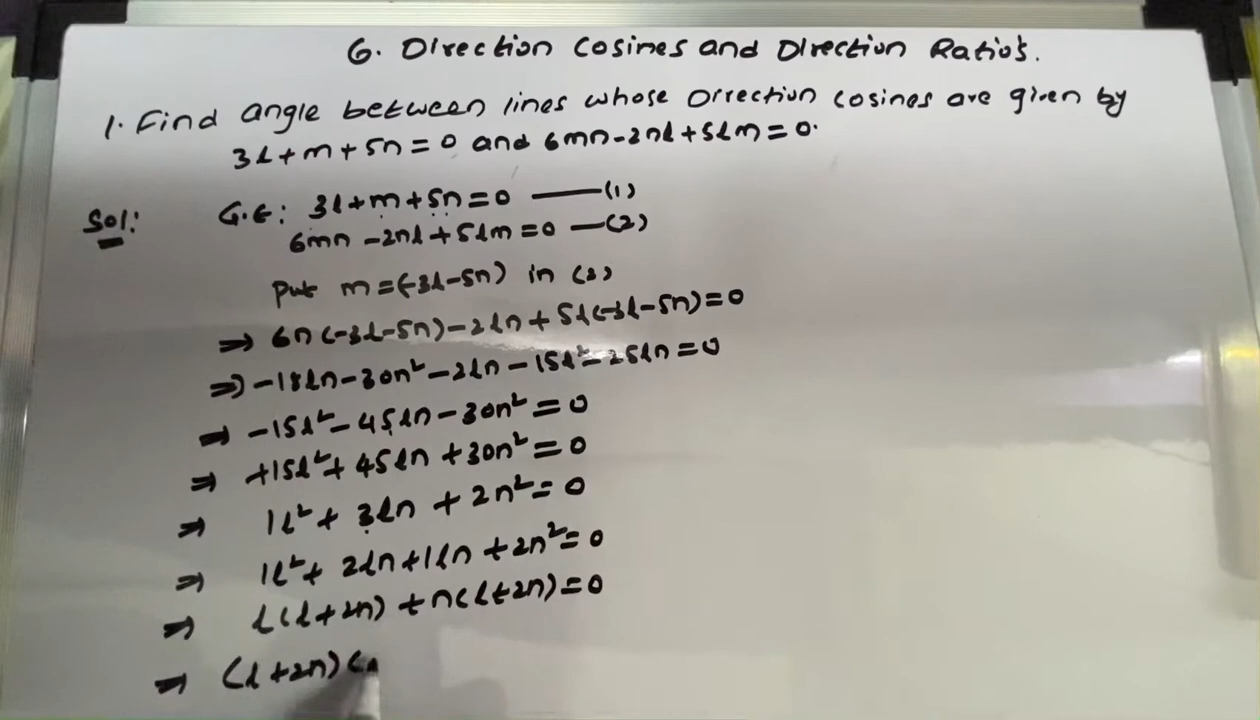 6. Direction Cosines and Direction Ratio's.
1. Find angle between lines whose Direction cosines are given by
3l+m+5n=0 and 6mn-2nl+5lm=0.
Sol: G.E: 3l+m+5n=0 —(1)
6mn-2nl+5lm=0 —(2)
put m=(-3l-5n) in (2)
⇒ 6n(-3l-5n)-2ln+5l(-3l-5n)=0
⇒ -18ln-30n²-2ln-15l²-25ln=0
⇒ -15l²-45ln-30n²=0
⇒ +15l²+45ln+30n²=0
⇒ 1l²+3ln+2n²=0
⇒ 1l²+2ln+1ln+2n²=0
⇒ l(l+2n)+n(l+2n)=0
⇒ (l+2n)(